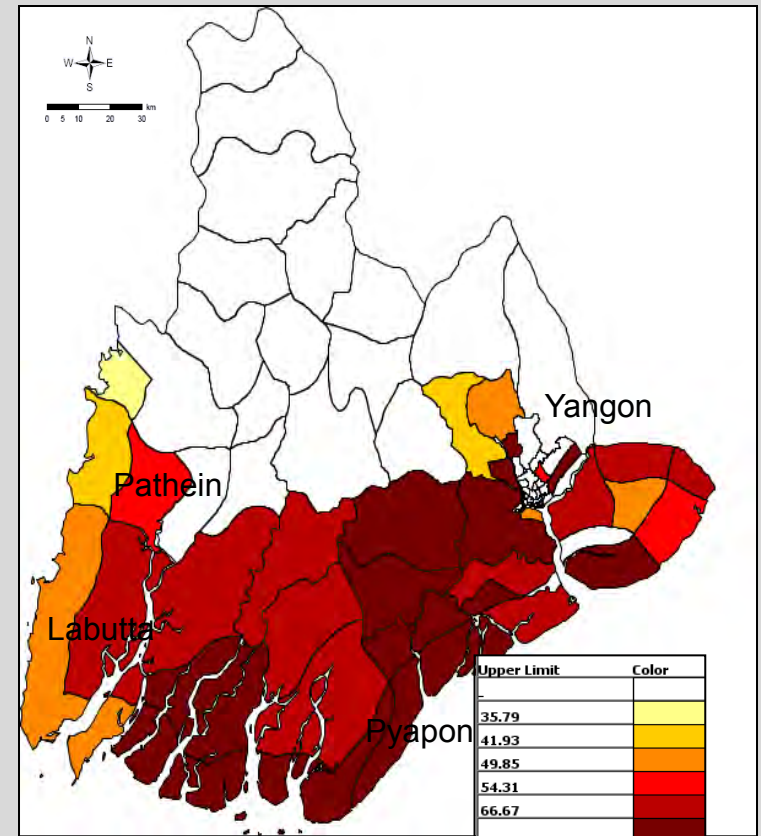 N
W E
S
km
0 5 10 20 30
Yangon
Pathein
Labutta
Pyapon
Upper Limit Color
-
35.79
41.93
49.85
54.31
66.67